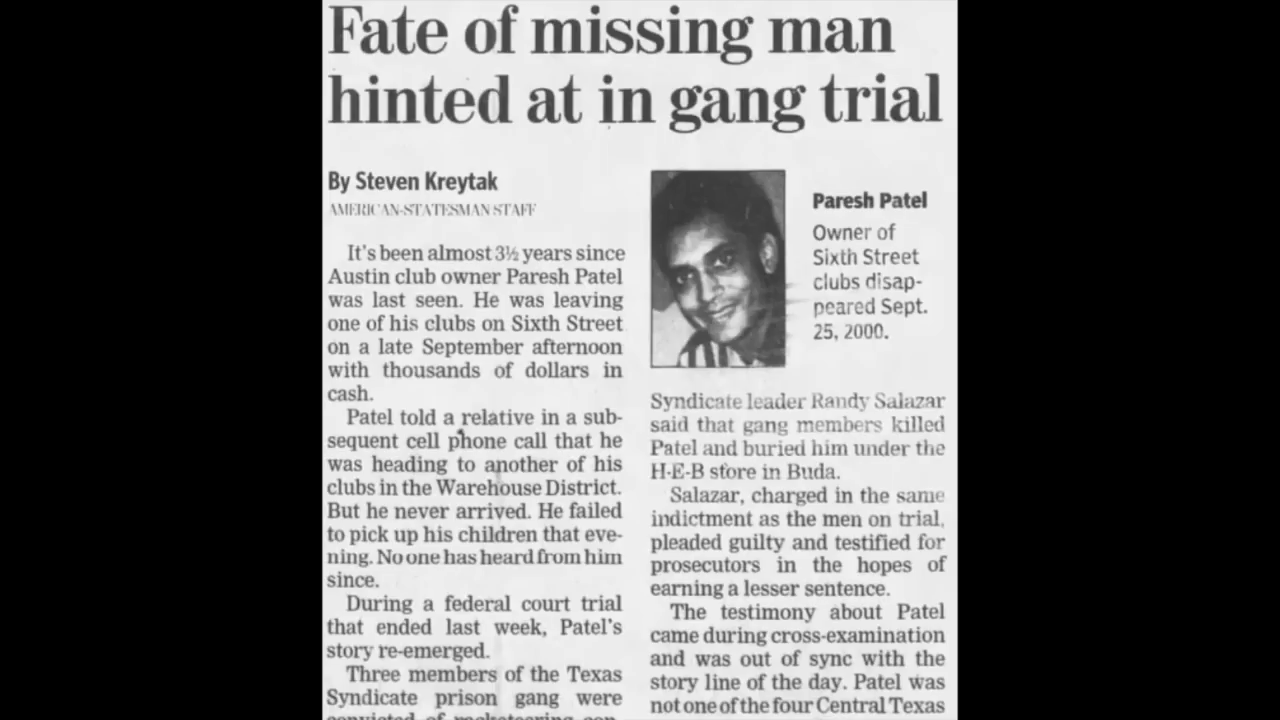 Fate of missing man
hinted at in gang trial
By Steven Kreytak
AMERICAN-STATESMAN STAFF
It's been almost 3½ years since
Austin club owner Paresh Patel
was last seen. He was leaving
one of his clubs on Sixth Street
on a late September afternoon
with thousands of dollars in
cash.
Patel told a relative in a sub-
sequent cell phone call that he
was heading to another of his
clubs in the Warehouse District.
But he never arrived. He failed
to pick up his children that eve-
ning. No one has heard from him
since.
During a federal court trial
that ended last week, Patel's
story re-emerged.
Three members of the Texas
Syndicate prison gang were
convicted of racketeering con-
Paresh Patel
Owner of
Sixth Street
clubs disap-
peared Sept.
25, 2000.
Syndicate leader Randy Salazar
said that gang members killed
Patel and buried him under the
H-E-B store in Buda.
Salazar, charged in the same
indictment as the men on trial,
pleaded guilty and testified for
prosecutors in the hopes of
earning a lesser sentence.
The testimony about Patel
came during cross-examination
and was out of sync with the
story line of the day. Patel was
not one of the four Central Texas